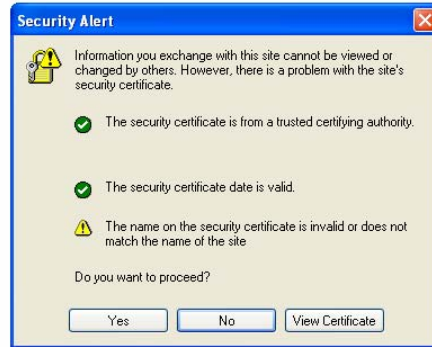 Security Alert
Information you exchange with this site cannot be viewed or
changed by others. However, there is a problem with the site's
security certificate.
The security certificate is from a trusted certifying authority.
The security certificate date is valid.
The name on the security certificate is invalid or does not
match the name of the site
Do you want to proceed?
Yes
No
View Certificate